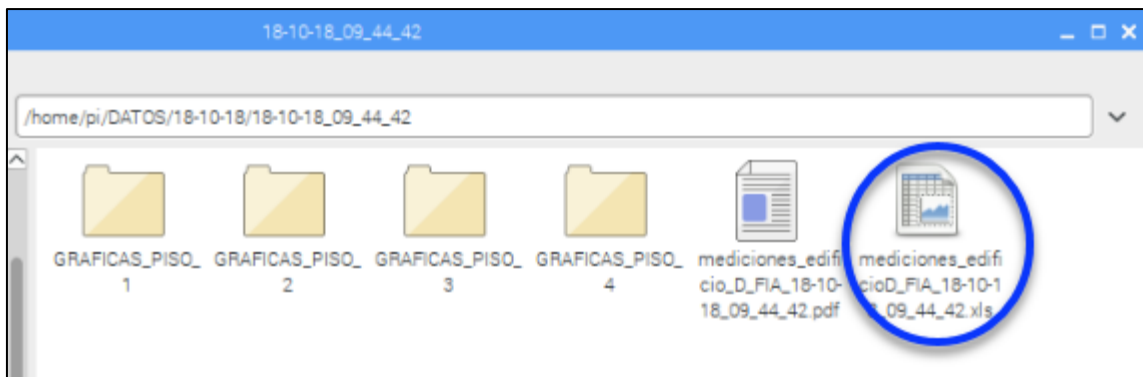 18-10-18_09_44_42
/home/pi/DATOS/18-10-18/18-10-18_09_44_42
GRAFICAS_PISO_
1
GRAFICAS_PISO_
2
GRAFICAS_PISO_
3
GRAFICAS_PISO_
4
mediciones_edifi
cio_D_FIA_18-10-
18_09_44_42.pdf
mediciones_edifi
cioD_FIA_18-10-1
8_09_44_42.xls